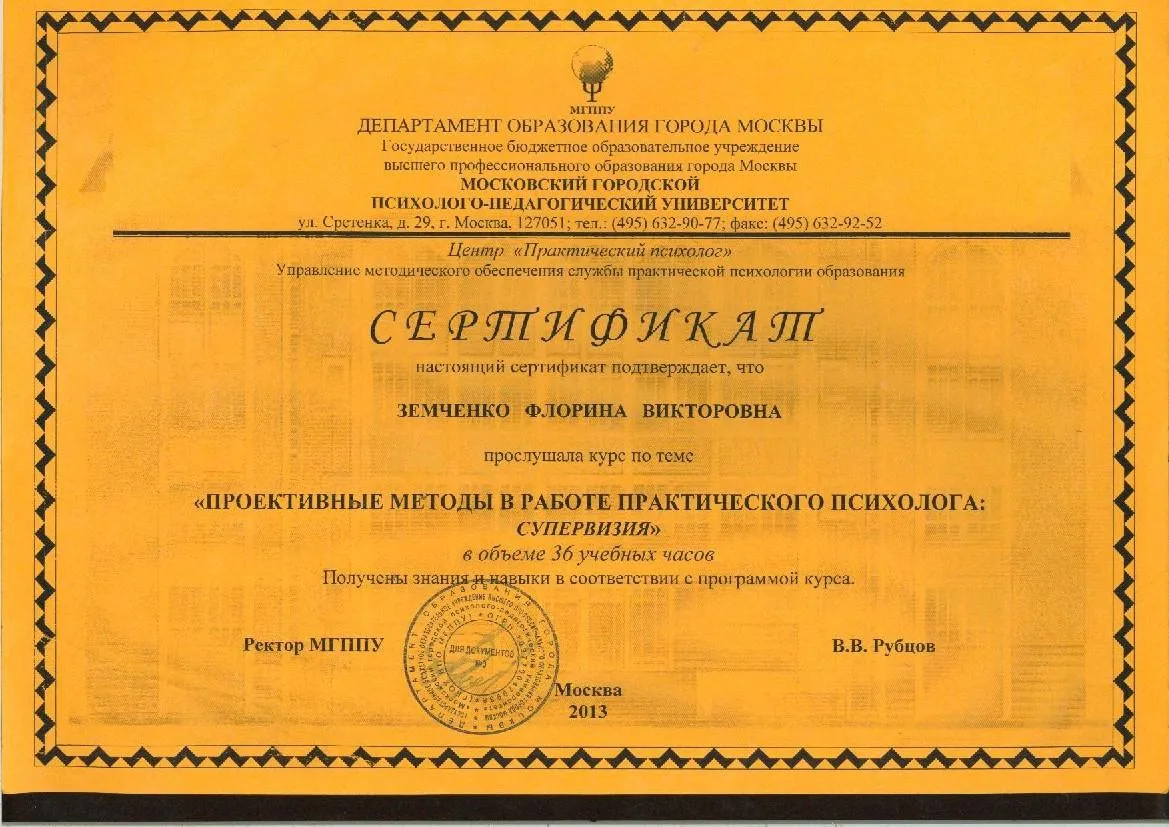 МГППУ
ДЕПАРТАМЕНТ ОБРАЗОВАНИЯ ГОРОДА МОСКВЫ
Государственное бюджетное образовательное учреждение
высшего профессионального образования города Москвы
МОСКОВСКИЙ ГОРОДСКОЙ
ПСИХОЛОГО-ПЕДАГОГИЧЕСКИЙ УНИВЕРСИТЕТ
ул. Сретенка, д. 29, г. Москва, 127051; тел.: (495) 632-90-77; факс: (495) 632-92-52
Центр «Практический психолог»
Управление методического обеспечения службы практической психологии образования
СЕРТИФИКАТ
настоящий сертификат подтверждает, что
ЗЕМЧЕНКО ФЛОРИНА ВИКТОРОВНА
прослушала курс по теме
«ПРОЕКТИВНЫЕ МЕТОДЫ В РАБОТЕ ПРАКТИЧЕСКОГО ПСИХОЛОГА:
СУПЕРВИЗИЯ»
в объеме 36 учебных часов
Получены знания и навыки в соответствии с программой курса.
Ректор МГППУ
В.В. Рубцов
ДЕПАРТАМЕНТ ОБРАЗОВАНИЯ ГОРОДА МОСКВЫ
ДЛЯ ДОКУМЕНТОВ
Москва
2013